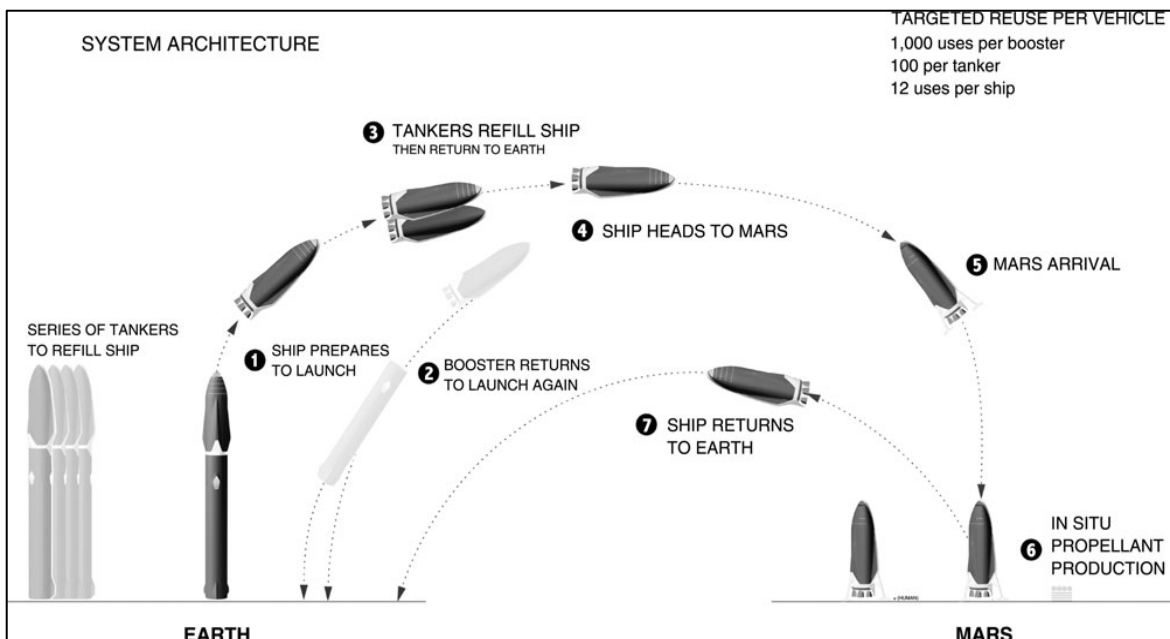 SYSTEM ARCHITECTURE
TARGETED REUSE PER VEHICLE
1,000 uses per booster
100 per tanker
12 uses per ship
3 TANKERS REFILL SHIP
THEN RETURN TO EARTH
4 SHIP HEADS TO MARS
5 MARS ARRIVAL
SERIES OF TANKERS
TO REFILL SHIP
1 SHIP PREPARES
TO LAUNCH
2 BOOSTER RETURNS
TO LAUNCH AGAIN
7 SHIP RETURNS
TO EARTH
6 IN SITU
PROPELLANT
PRODUCTION
(HUMAN)
EARTH
MARS